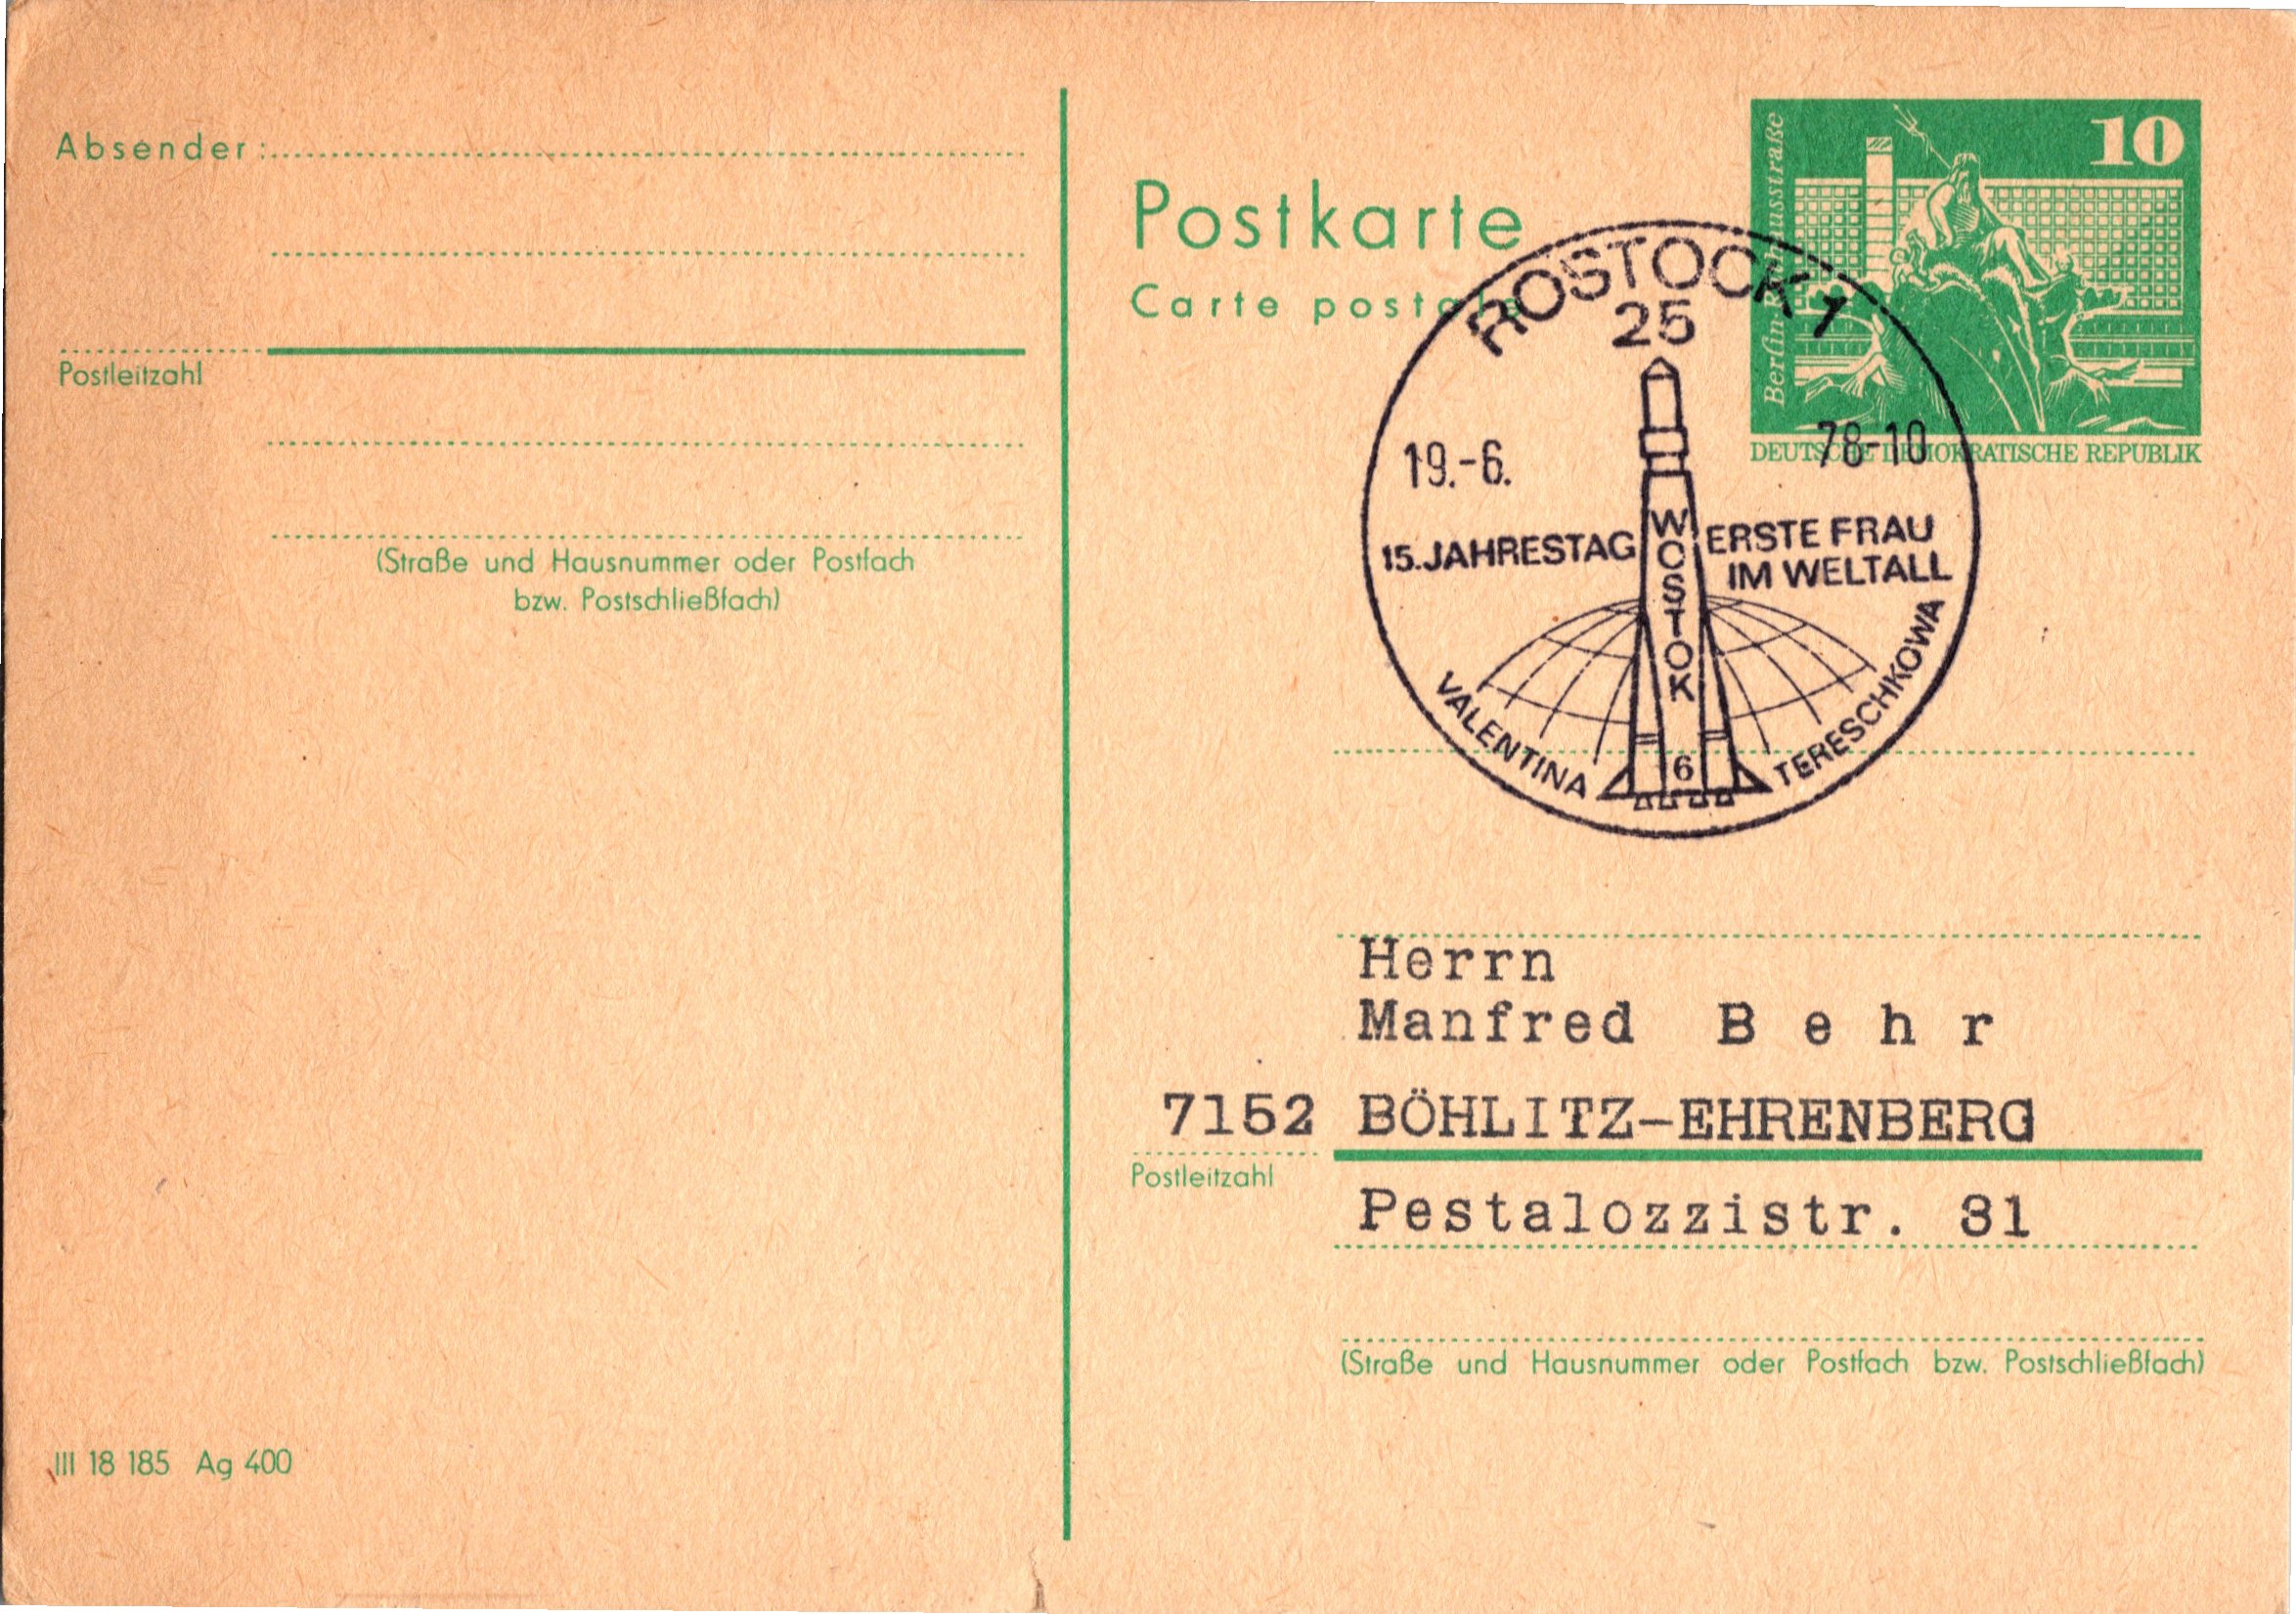 Absender:
Postleitzahl
(Straße und Hausnummer oder Postfach
bzw. Postschließfach)
III 18 185 Ag 400
Postkarte
Carte postale
10
Berlin-Rathausstraße
DEUTSCHE DEMOKRATISCHE REPUBLIK
ROSTOCK 1
25
19.-6. 78-10
15. JAHRESTAG
ERSTE FRAU
IM WELTALL
WOSTOK
6
VALENTINA TERESCHKOWA
Herrn
Manfred B e h r
7152 BÖHLITZ-EHRENBERG
Postleitzahl
Pestalozzistr. 31
(Straße und Hausnummer oder Postfach bzw. Postschließfach)